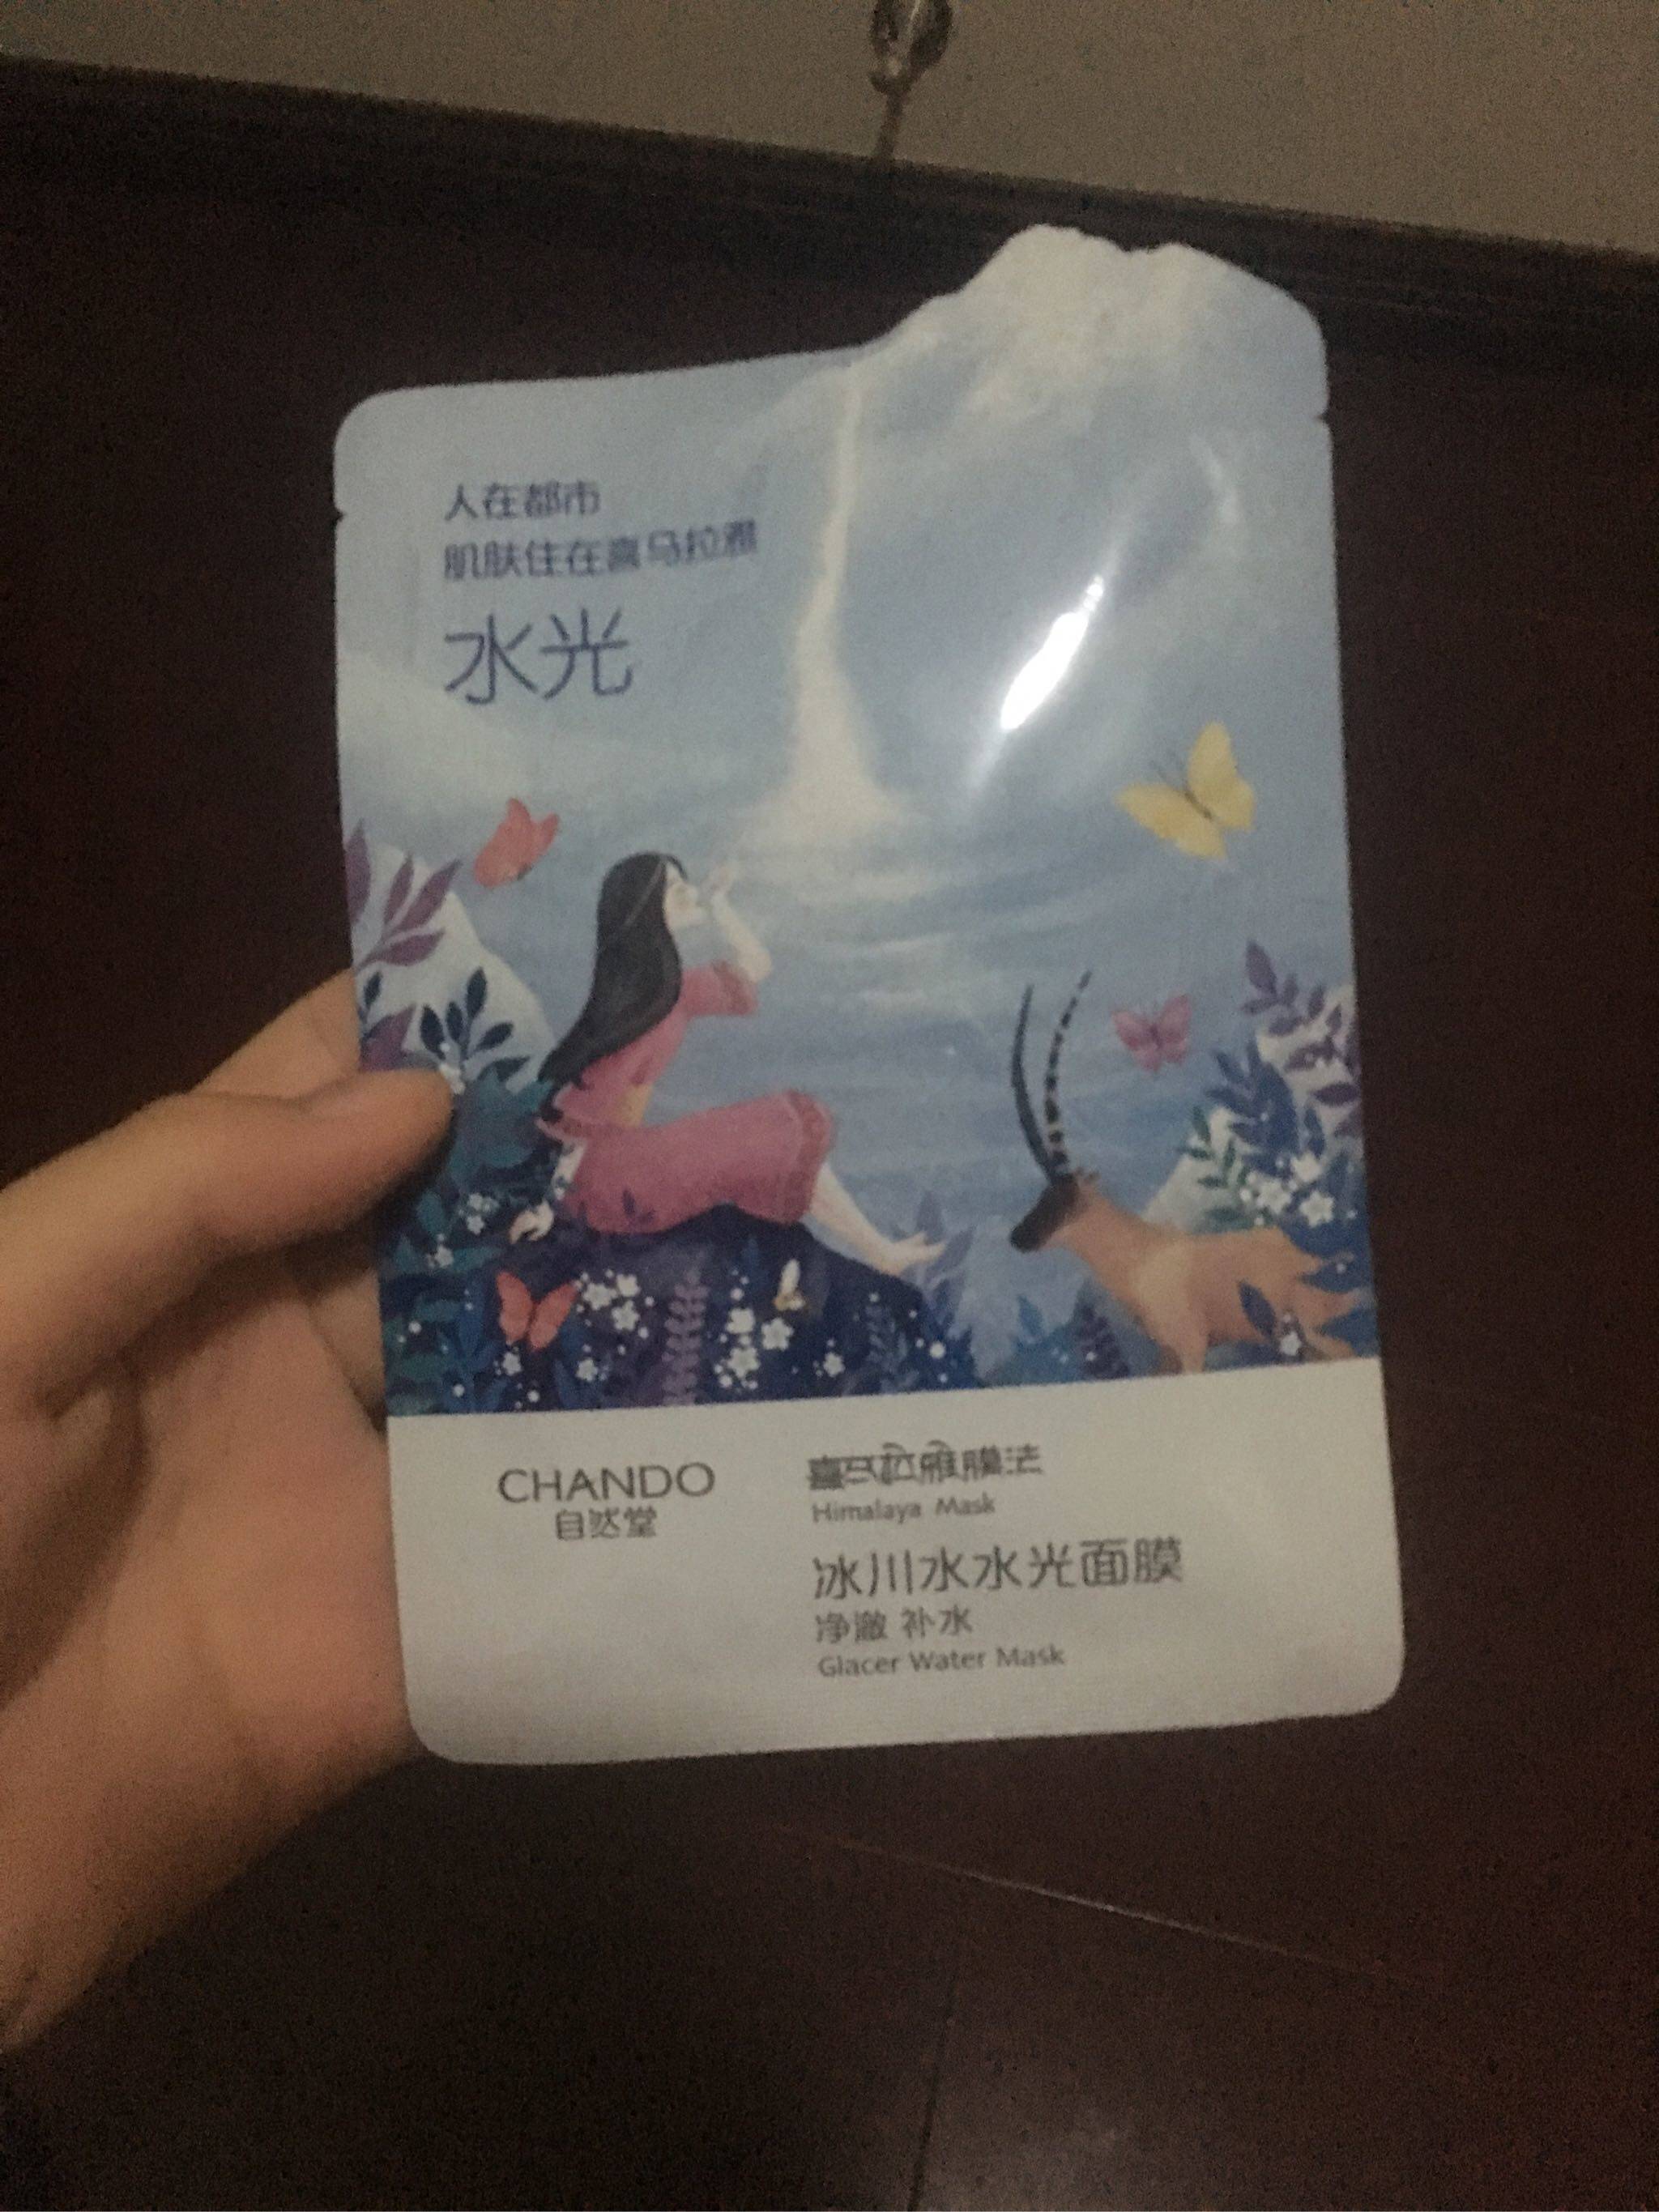 人在都市
肌肤住在喜马拉雅
水光
CHANDO
自然堂
喜马拉雅膜法
Himalaya Mask
冰川水水光面膜
净澈 补水
Glacer Water Mask